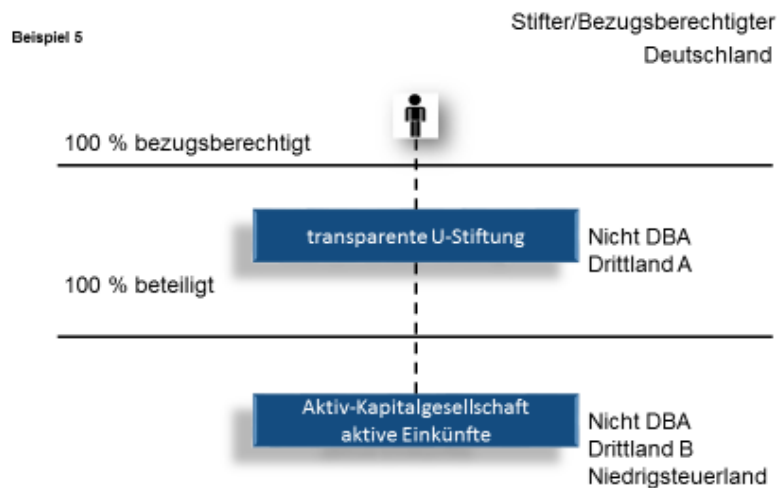 Beispiel 5
Stifter/Bezugsberechtigter
Deutschland
100 % bezugsberechtigt
transparente U-Stiftung
Nicht DBA
Drittland A
100 % beteiligt
Aktiv-Kapitalgesellschaft
aktive Einkünfte
Nicht DBA
Drittland B
Niedrigsteuerland